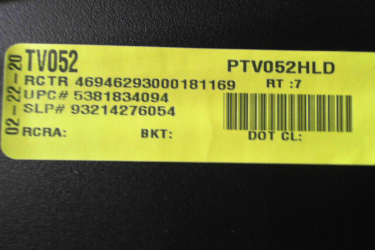 02-22-20
TV052 PTV052HLD
RCTR 46946293000181169 RT :7
UPC# 5381834094
SLP# 93214276054
RCRA: BKT: DOT CL: